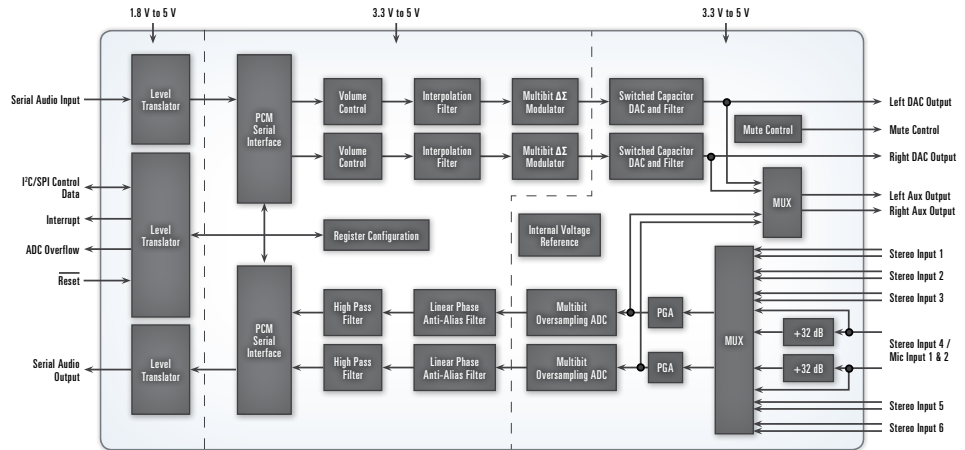 1.8 V to 5 V
3.3 V to 5 V
3.3 V to 5 V
Serial Audio Input
Level
Translator
PCM
Serial
Interface
Volume
Control
Interpolation
Filter
Multibit ΔΣ
Modulator
Switched Capacitor
DAC and Filter
Left DAC Output
Mute Control
Mute Control
Volume
Control
Interpolation
Filter
Multibit ΔΣ
Modulator
Switched Capacitor
DAC and Filter
Right DAC Output
I²C/SPI Control
Data
Interrupt
ADC Overflow
Reset
Level
Translator
Register Configuration
Internal Voltage
Reference
MUX
Left Aux Output
Right Aux Output
PCM
Serial
Interface
High Pass
Filter
Linear Phase
Anti-Alias Filter
Multibit
Oversampling ADC
PGA
MUX
Stereo Input 1
Stereo Input 2
Stereo Input 3
+32 dB
Stereo Input 4 /
Mic Input 1 & 2
+32 dB
Serial Audio
Output
Level
Translator
High Pass
Filter
Linear Phase
Anti-Alias Filter
Multibit
Oversampling ADC
PGA
Stereo Input 5
Stereo Input 6